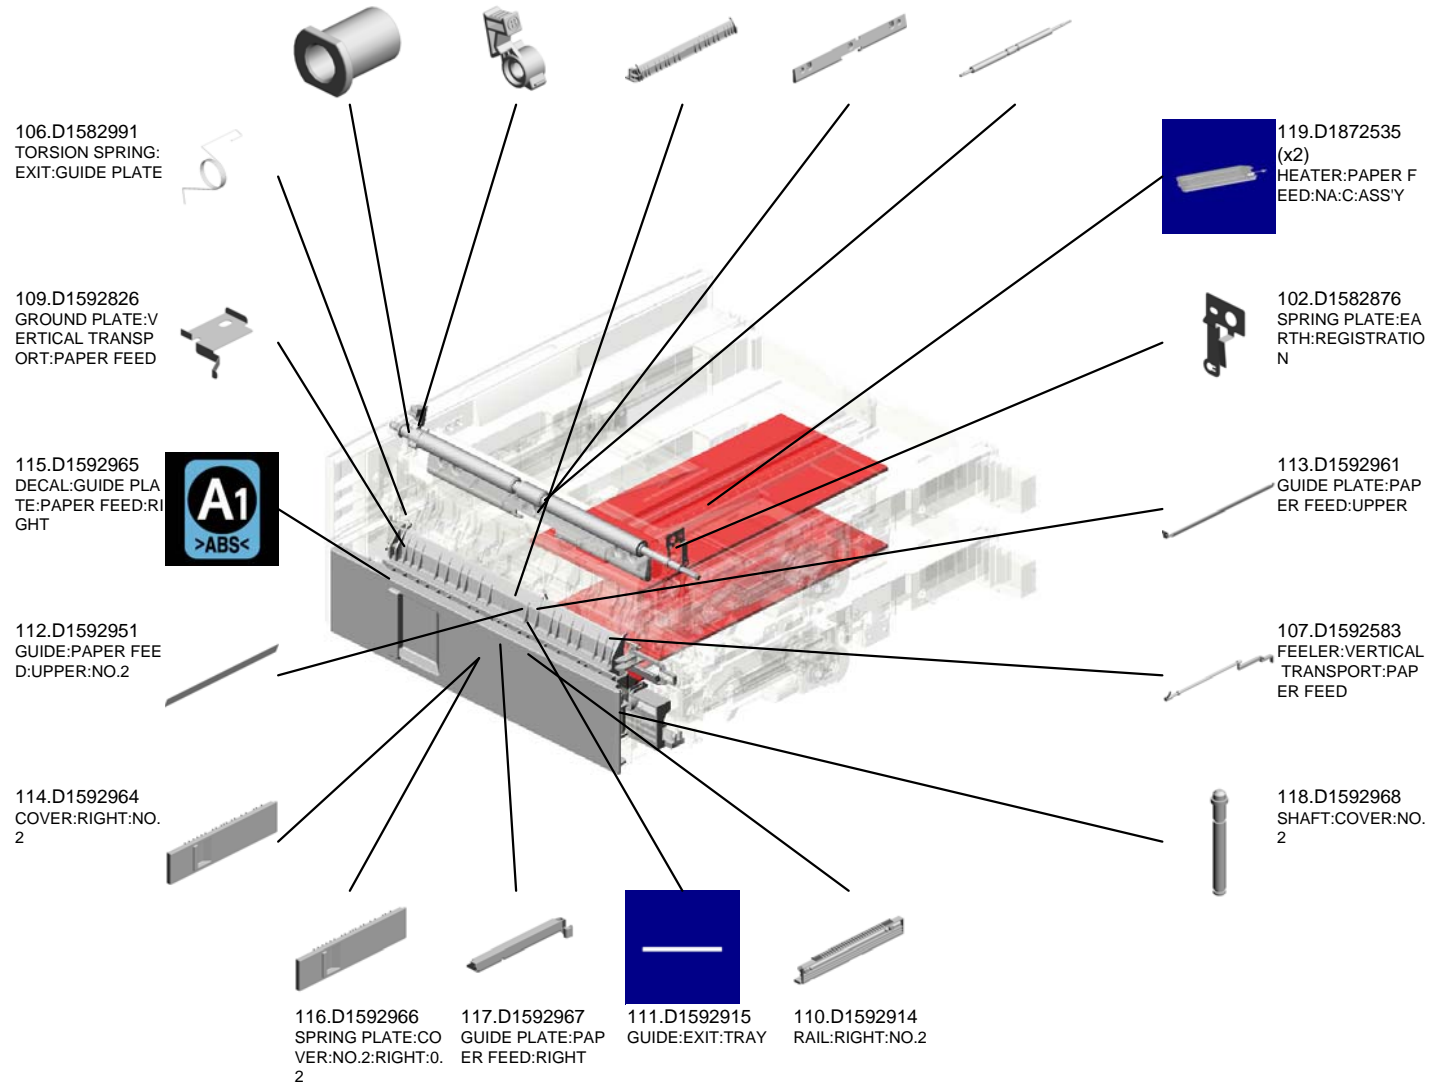 106.D1582991
TORSION SPRING:
EXIT:GUIDE PLATE
119.D1872535
(x2)
HEATER:PAPER F
EED:NA:C:ASS'Y
109.D1592826
GROUND PLATE:V
ERTICAL TRANSP
ORT:PAPER FEED
102.D1582876
SPRING PLATE:EA
RTH:REGISTRATIO
N
115.D1592965
DECAL:GUIDE PLA
TE:PAPER FEED:RI
GHT
A1
>ABS<
113.D1592961
GUIDE PLATE:PAP
ER FEED:UPPER
112.D1592951
GUIDE:PAPER FEE
D:UPPER:NO.2
107.D1592583
FEELER:VERTICAL
TRANSPORT:PAP
ER FEED
114.D1592964
COVER:RIGHT:NO.
2
118.D1592968
SHAFT:COVER:NO.
2
116.D1592966
SPRING PLATE:CO
VER:NO.2:RIGHT:0.
2
117.D1592967
GUIDE PLATE:PAP
ER FEED:RIGHT
111.D1592915
GUIDE:EXIT:TRAY
110.D1592914
RAIL:RIGHT:NO.2